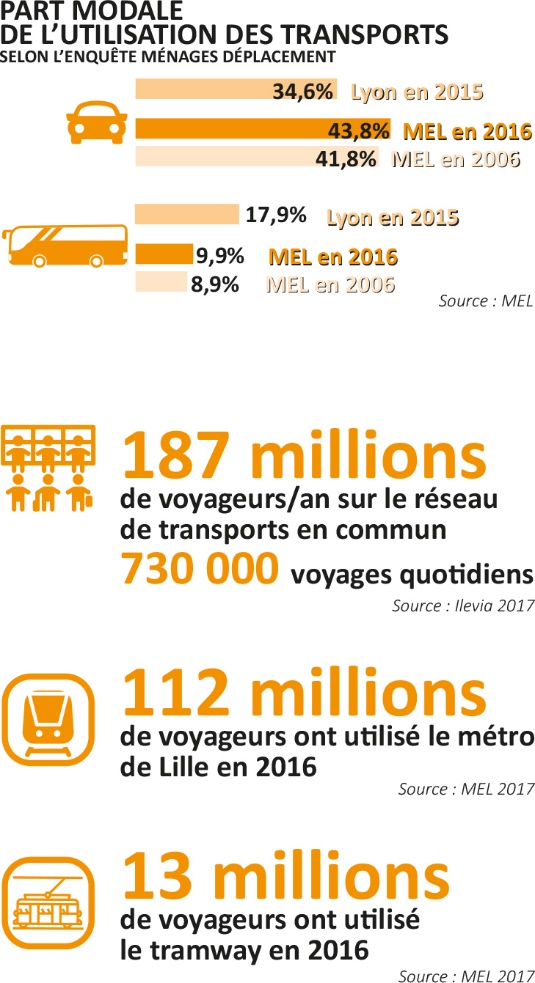 PART MODALE
DE L’UTILISATION DES TRANSPORTS
SELON L’ENQUÊTE MÉNAGES DÉPLACEMENT
34,6% Lyon en 2015
43,8% MEL en 2016
41,8% MEL en 2006
17,9% Lyon en 2015
9,9% MEL en 2016
8,9% MEL en 2006
Source : MEL
187 millions
de voyageurs/an sur le réseau
de transports en commun
730 000 voyages quotidiens
Source : Ilevia 2017
112 millions
de voyageurs ont utilisé le métro
de Lille en 2016
Source : MEL 2017
13 millions
de voyageurs ont utilisé
le tramway en 2016
Source : MEL 2017